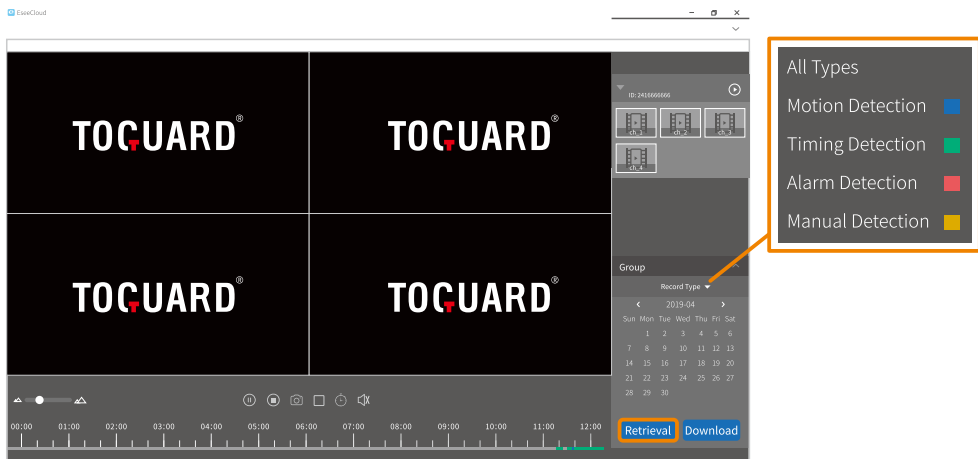 EseeCloud
TOGUARD®
TOGUARD®
TOGUARD®
TOGUARD®
ID: 2416666666
ch_1 ch_2 ch_3
ch_4
Group
Record Type
2019-04
Sun Mon Tue Wed Thu Fri Sat
1 2 3 4 5 6
7 8 9 10 11 12 13
14 15 16 17 18 19 20
21 22 23 24 25 26 27
28 29 30
Retrieval Download
00:00 01:00 02:00 03:00 04:00 05:00 06:00 07:00 08:00 09:00 10:00 11:00 12:00
All Types
Motion Detection
Timing Detection
Alarm Detection
Manual Detection